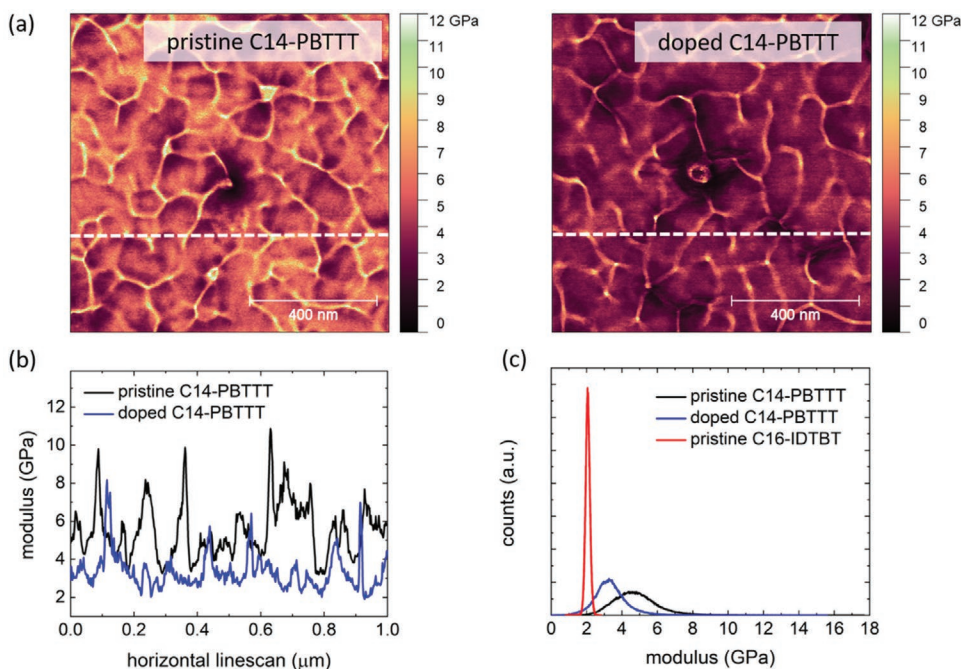 (a)
pristine C14-PBTTT
400 nm
12 GPa
11
10
9
8
7
6
5
4
3
2
1
0
doped C14-PBTTT
400 nm
12 GPa
11
10
9
8
7
6
5
4
3
2
1
0
(b)
pristine C14-PBTTT
doped C14-PBTTT
modulus (GPa)
12
10
8
6
4
2
0.0 0.2 0.4 0.6 0.8 1.0
horizontal linescan (μm)
(c)
pristine C14-PBTTT
doped C14-PBTTT
pristine C16-IDTBT
counts (a.u.)
0 2 4 6 8 10 12 14 16 18
modulus (GPa)